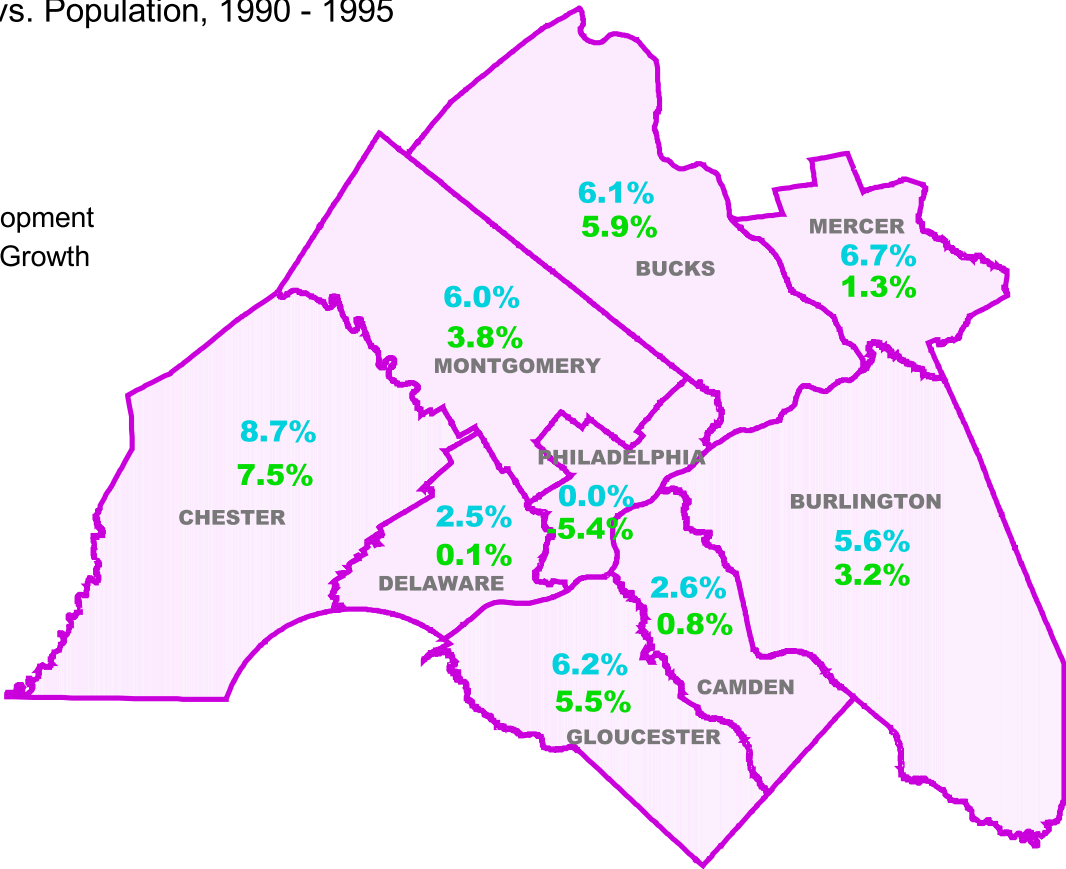 vs. Population, 1990 - 1995
opment
Growth
6.1%
5.9%
BUCKS
MERCER
6.7%
1.3%
6.0%
3.8%
MONTGOMERY
8.7%
7.5%
CHESTER
PHILADELPHIA
0.0%
-5.4%
2.5%
0.1%
DELAWARE
BURLINGTON
5.6%
3.2%
2.6%
0.8%
CAMDEN
6.2%
5.5%
GLOUCESTER